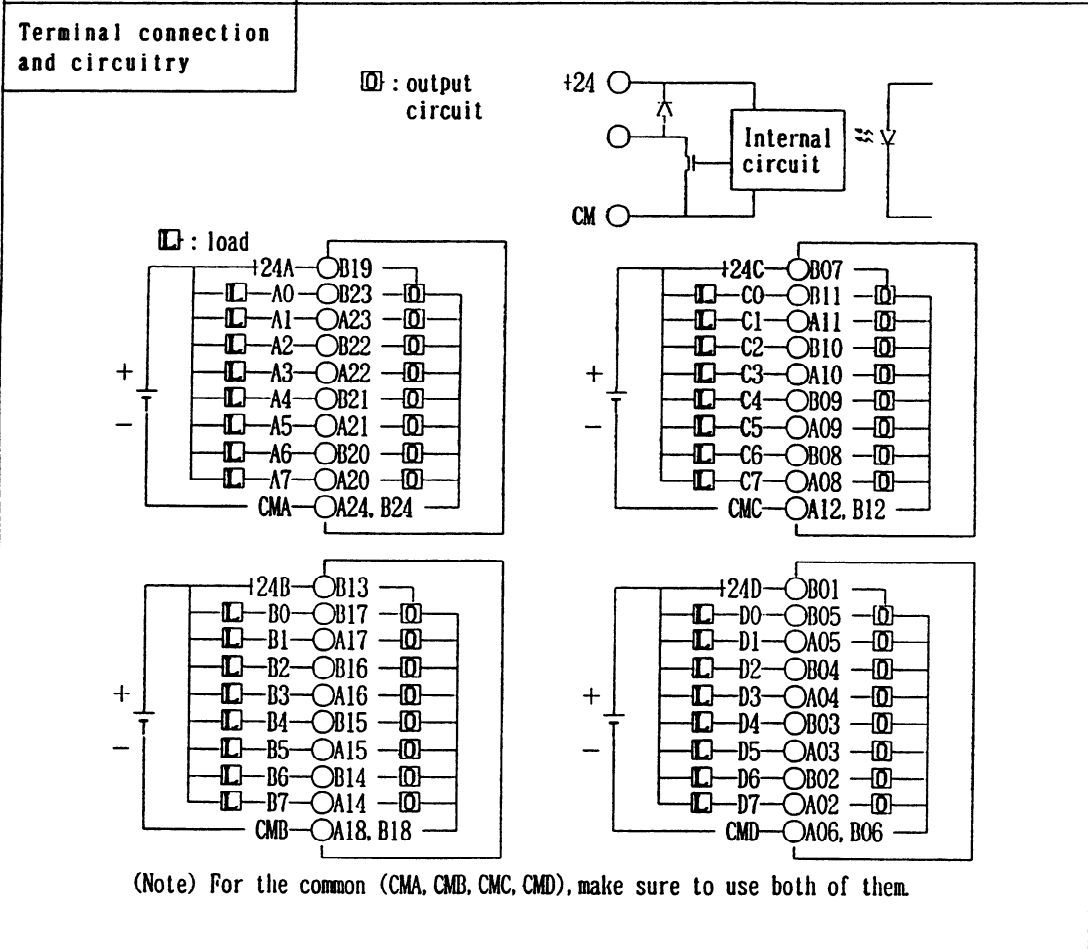 Terminal connection
and circuitry
O : output
circuit
+24
Internal
circuit
CM
L : load
+24A B19
L A0 B23 O
L A1 A23 O
L A2 B22 O
L A3 A22 O
+
L A4 B21 O
−
L A5 A21 O
L A6 B20 O
L A7 A20 O
CMA A24, B24
+24C B07
L C0 B11 O
L C1 A11 O
L C2 B10 O
L C3 A10 O
+
L C4 B09 O
−
L C5 A09 O
L C6 B08 O
L C7 A08 O
CMC A12, B12
+24B B13
L B0 B17 O
L B1 A17 O
L B2 B16 O
L B3 A16 O
+
L B4 B15 O
−
L B5 A15 O
L B6 B14 O
L B7 A14 O
CMB A18, B18
+24D B01
L D0 B05 O
L D1 A05 O
L D2 B04 O
L D3 A04 O
+
L D4 B03 O
−
L D5 A03 O
L D6 B02 O
L D7 A02 O
CMD A06, B06
(Note) For the common (CMA, CMB, CMC, CMD), make sure to use both of them.